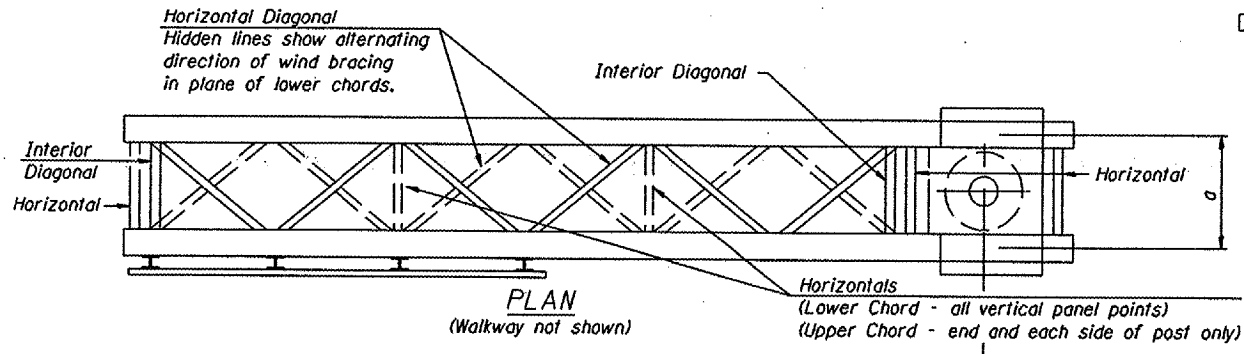 Horizontal Diagonal
Hidden lines show alternating
direction of wind bracing
in plane of lower chords.
Interior Diagonal
Interior
Diagonal
Horizontal
Horizontal
a
PLAN
(Walkway not shown)
Horizontals
(Lower Chord - all vertical panel points)
(Upper Chord - end and each side of post only)